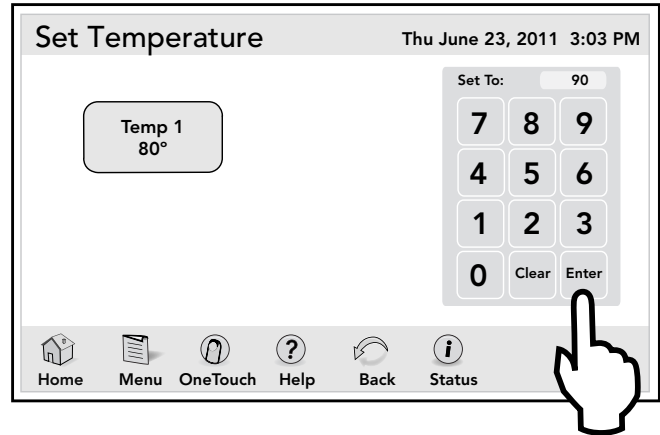 Set Temperature
Thu June 23, 2011 3:03 PM
Set To: 90
Temp 1
80°
7 8 9
4 5 6
1 2 3
0 Clear Enter
?
i
Home Menu OneTouch Help Back Status